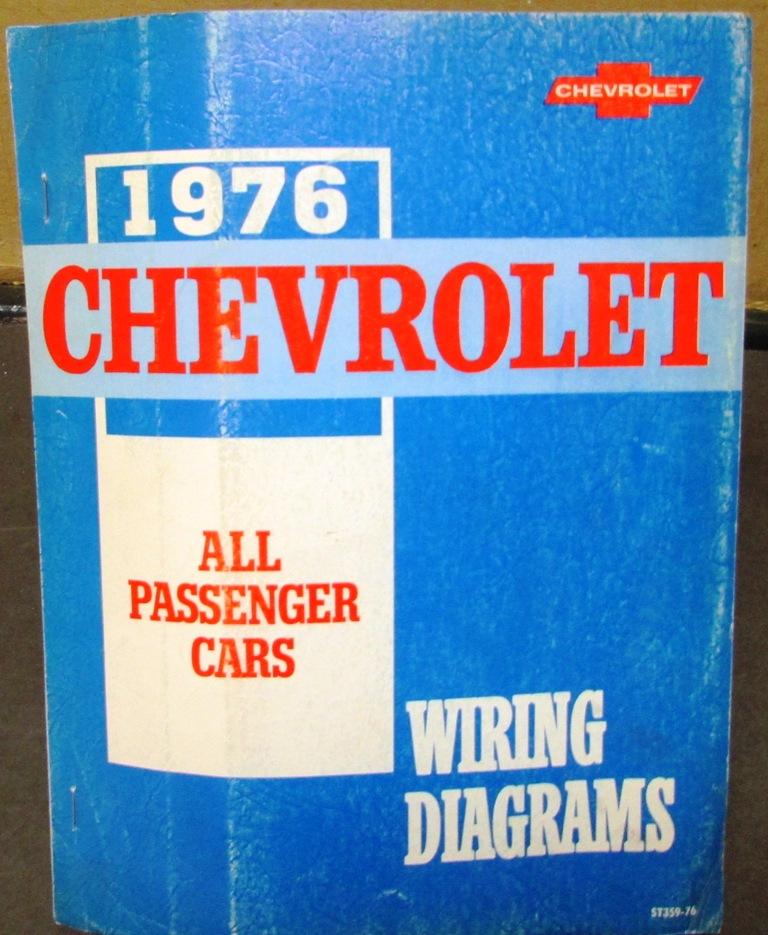 CHEVROLET
1976
CHEVROLET
ALL
PASSENGER
CARS
WIRING
DIAGRAMS
ST359-76